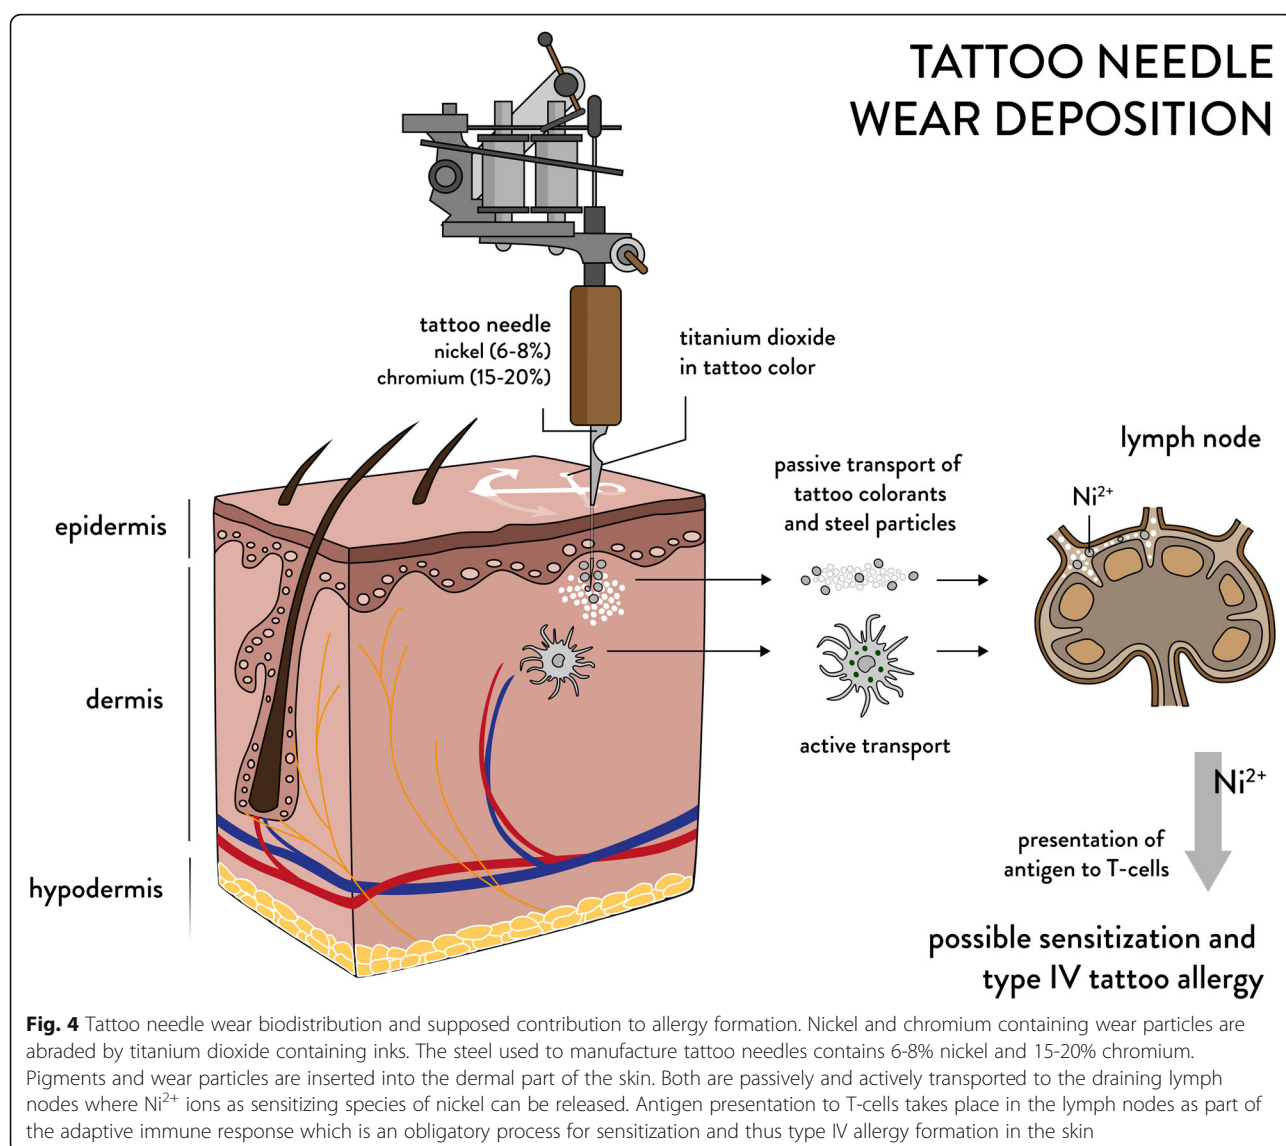 TATTOO NEEDLE
WEAR DEPOSITION
tattoo needle
nickel (6-8%)
chromium (15-20%)
titanium dioxide
in tattoo color
lymph node
passive transport of
tattoo colorants
and steel particles
Ni²⁺
epidermis
dermis
active transport
Ni²⁺
presentation of
antigen to T-cells
hypodermis
possible sensitization and
type IV tattoo allergy
Fig. 4 Tattoo needle wear biodistribution and supposed contribution to allergy formation. Nickel and chromium containing wear particles are
abraded by titanium dioxide containing inks. The steel used to manufacture tattoo needles contains 6-8% nickel and 15-20% chromium.
Pigments and wear particles are inserted into the dermal part of the skin. Both are passively and actively transported to the draining lymph
nodes where Ni²⁺ ions as sensitizing species of nickel can be released. Antigen presentation to T-cells takes place in the lymph nodes as part of
the adaptive immune response which is an obligatory process for sensitization and thus type IV allergy formation in the skin